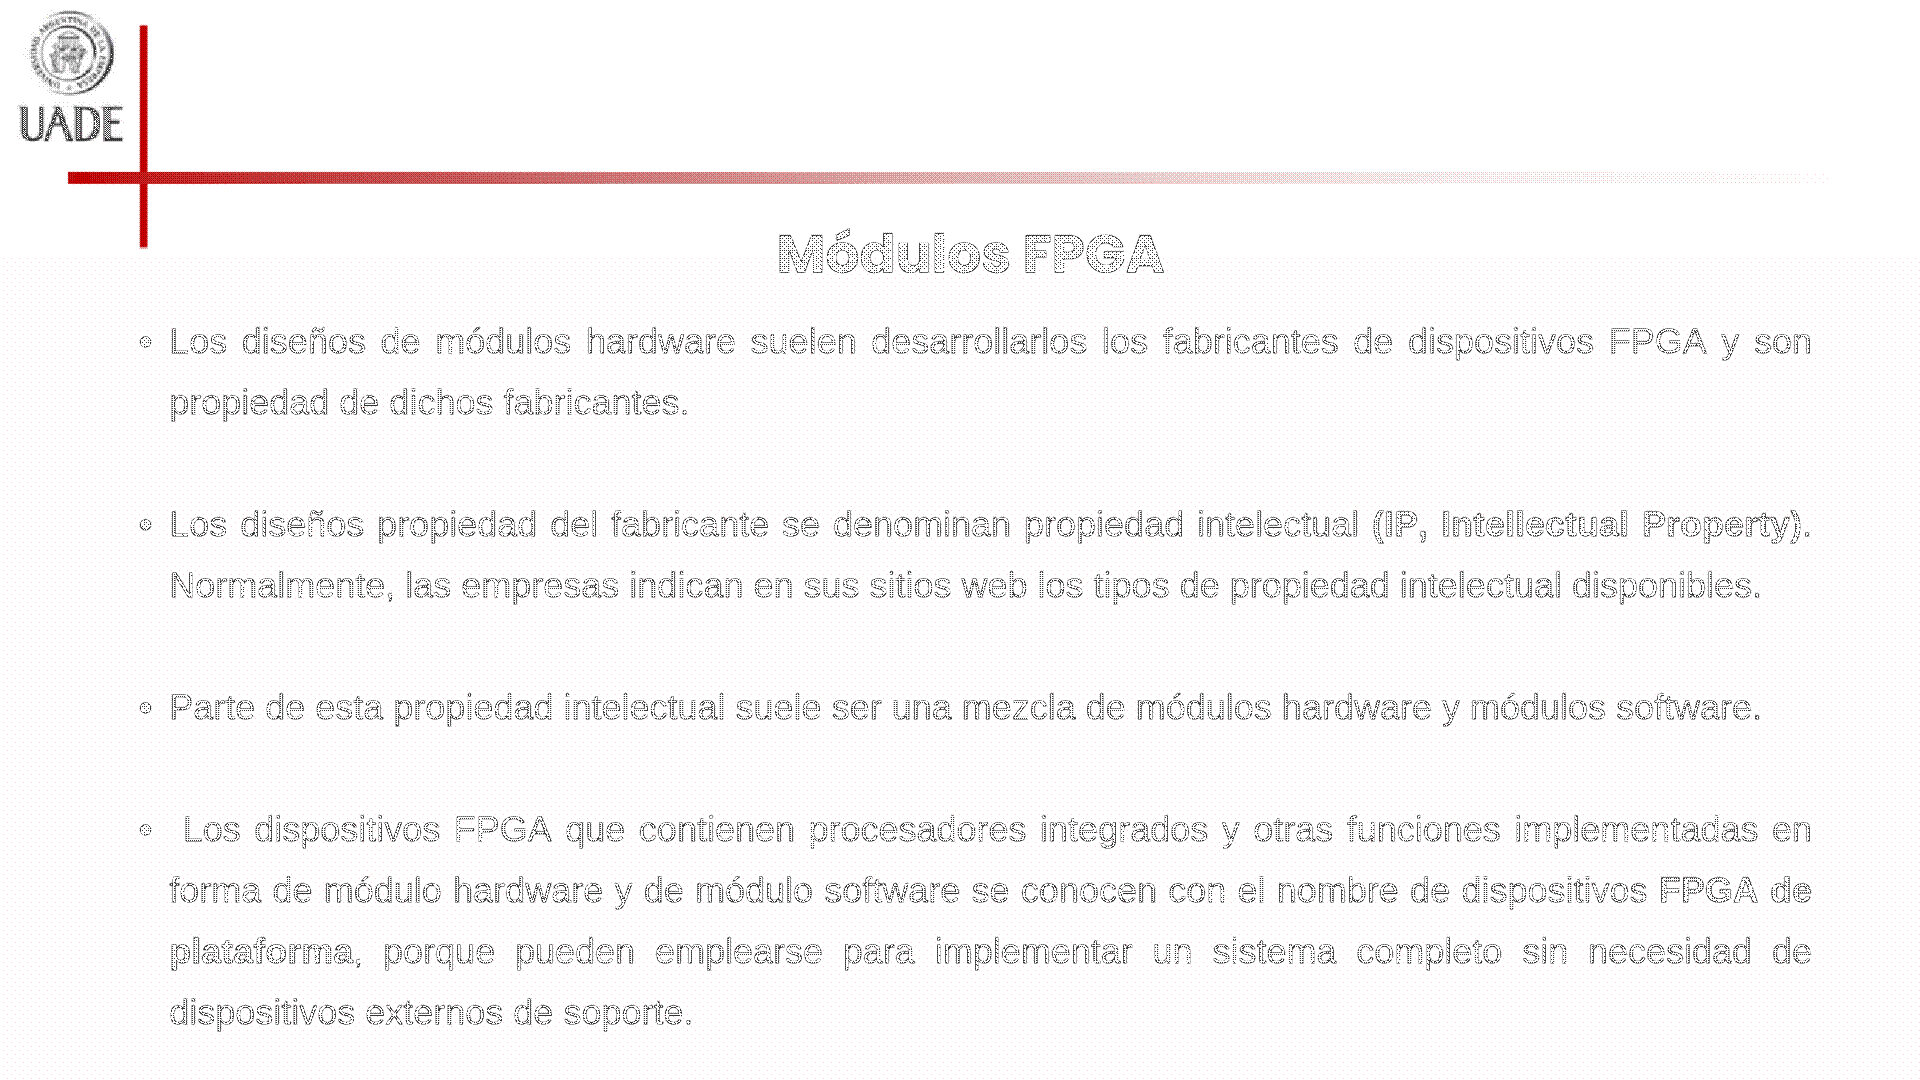 UADE
Módulos FPGA
• Los diseños de módulos hardware suelen desarrollarlos los fabricantes de dispositivos FPGA y son
propiedad de dichos fabricantes.
• Los diseños propiedad del fabricante se denominan propiedad intelectual (IP, Intellectual Property).
Normalmente, las empresas indican en sus sitios web los tipos de propiedad intelectual disponibles.
• Parte de esta propiedad intelectual suele ser una mezcla de módulos hardware y módulos software.
• Los dispositivos FPGA que contienen procesadores integrados y otras funciones implementadas en
forma de módulo hardware y de módulo software se conocen con el nombre de dispositivos FPGA de
plataforma, porque pueden emplearse para implementar un sistema completo sin necesidad de
dispositivos externos de soporte.